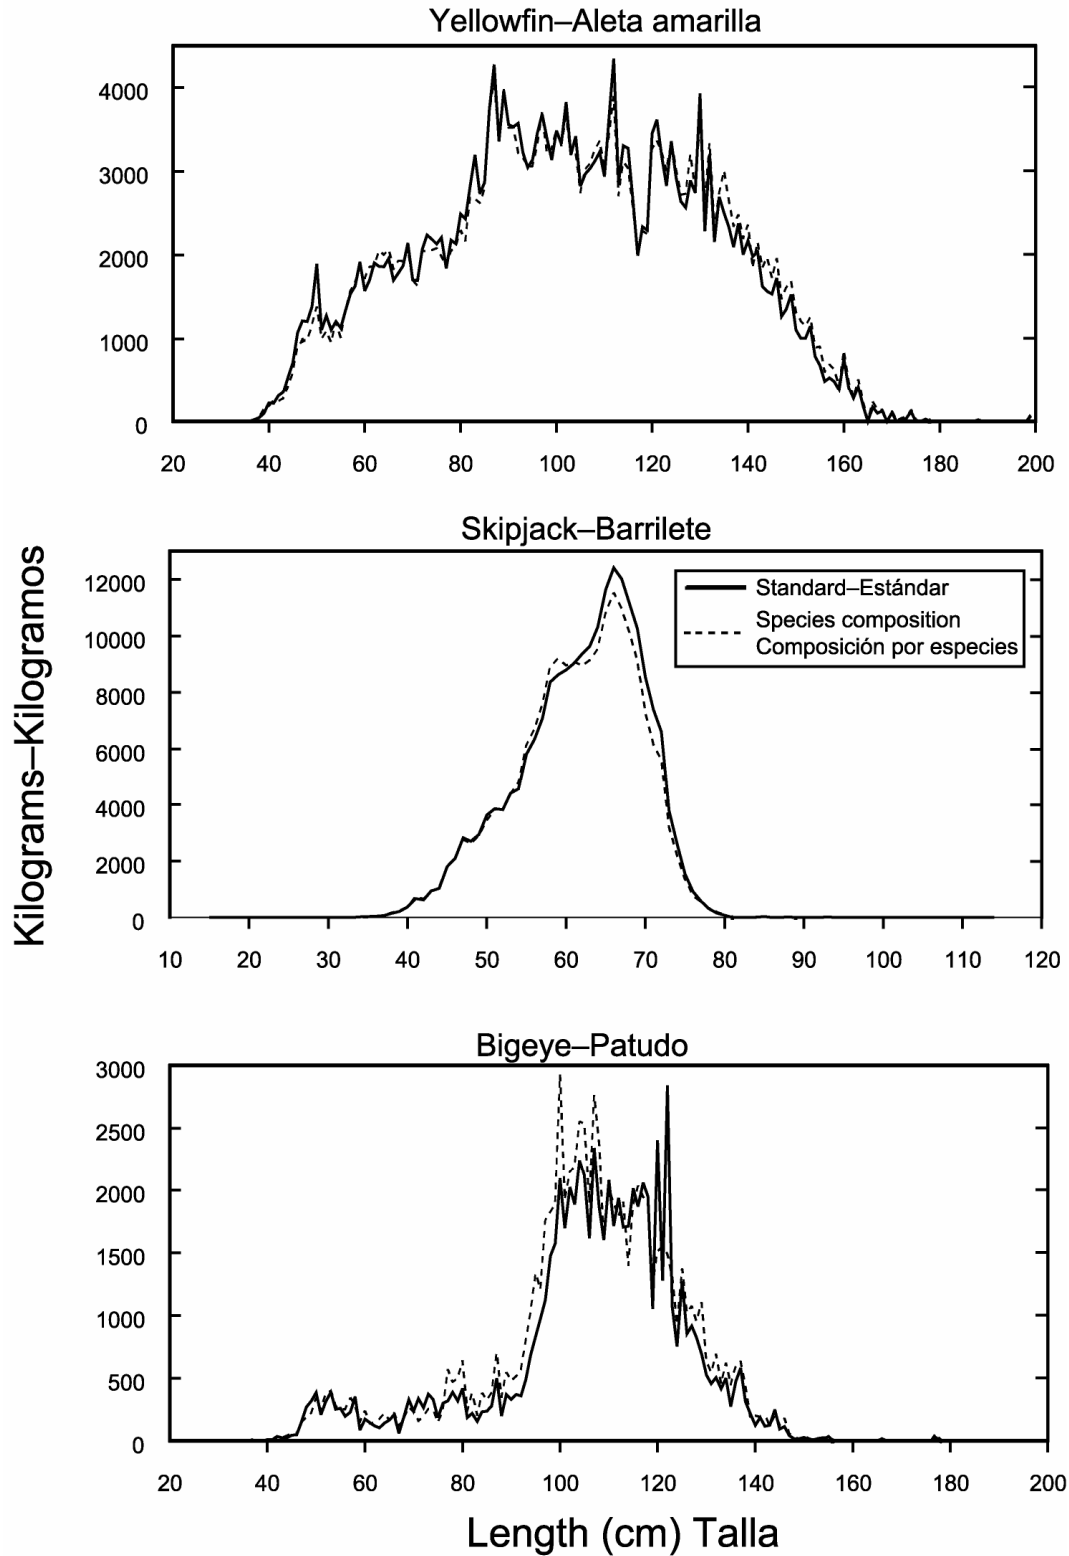 Yellowfin–Aleta amarilla
4000
3000
2000
1000
0
20 40 60 80 100 120 140 160 180 200
Skipjack–Barrilete
12000
10000
8000
6000
4000
2000
0
Standard–Estándar
Species composition
Composición por especies
10 20 30 40 50 60 70 80 90 100 110 120
Kilograms–Kilogramos
Bigeye–Patudo
3000
2500
2000
1500
1000
500
0
20 40 60 80 100 120 140 160 180 200
Length (cm) Talla